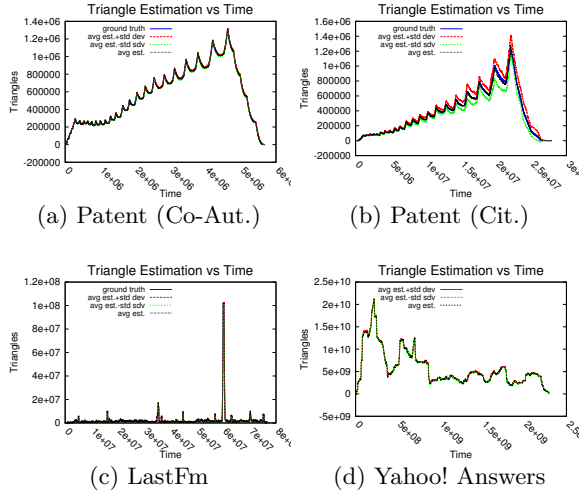 Triangle Estimation vs Time
ground truth
avg est.+std dev
avg est.-std sdv
avg est.
Triangles
1.4e+06
1.2e+06
1e+06
800000
600000
400000
200000
0
-200000
0
1e+06
2e+06
3e+06
4e+06
5e+06
6e+0
Time
(a) Patent (Co-Aut.)
Triangle Estimation vs Time
ground truth
avg est.+std dev
avg est.-std sdv
avg est.
Triangles
1.6e+06
1.4e+06
1.2e+06
1e+06
800000
600000
400000
200000
0
-200000
0
5e+06
1e+07
1.5e+07
2e+07
2.5e+07
3e+
Time
(b) Patent (Cit.)
Triangle Estimation vs Time
ground truth
avg est.+std dev
avg est.-std sdv
avg est.
Triangles
1.2e+08
1e+08
8e+07
6e+07
4e+07
2e+07
0
0
1e+07
2e+07
3e+07
4e+07
5e+07
6e+07
7e+07
8e+0
Time
(c) LastFm
Triangle Estimation vs Time
avg est.+std dev
avg est.-std sdv
avg est.
Triangles
2.5e+10
2e+10
1.5e+10
1e+10
5e+09
0
-5e+09
0
5e+08
1e+09
1.5e+09
2e+09
2.5e
Time
(d) Yahoo! Answers